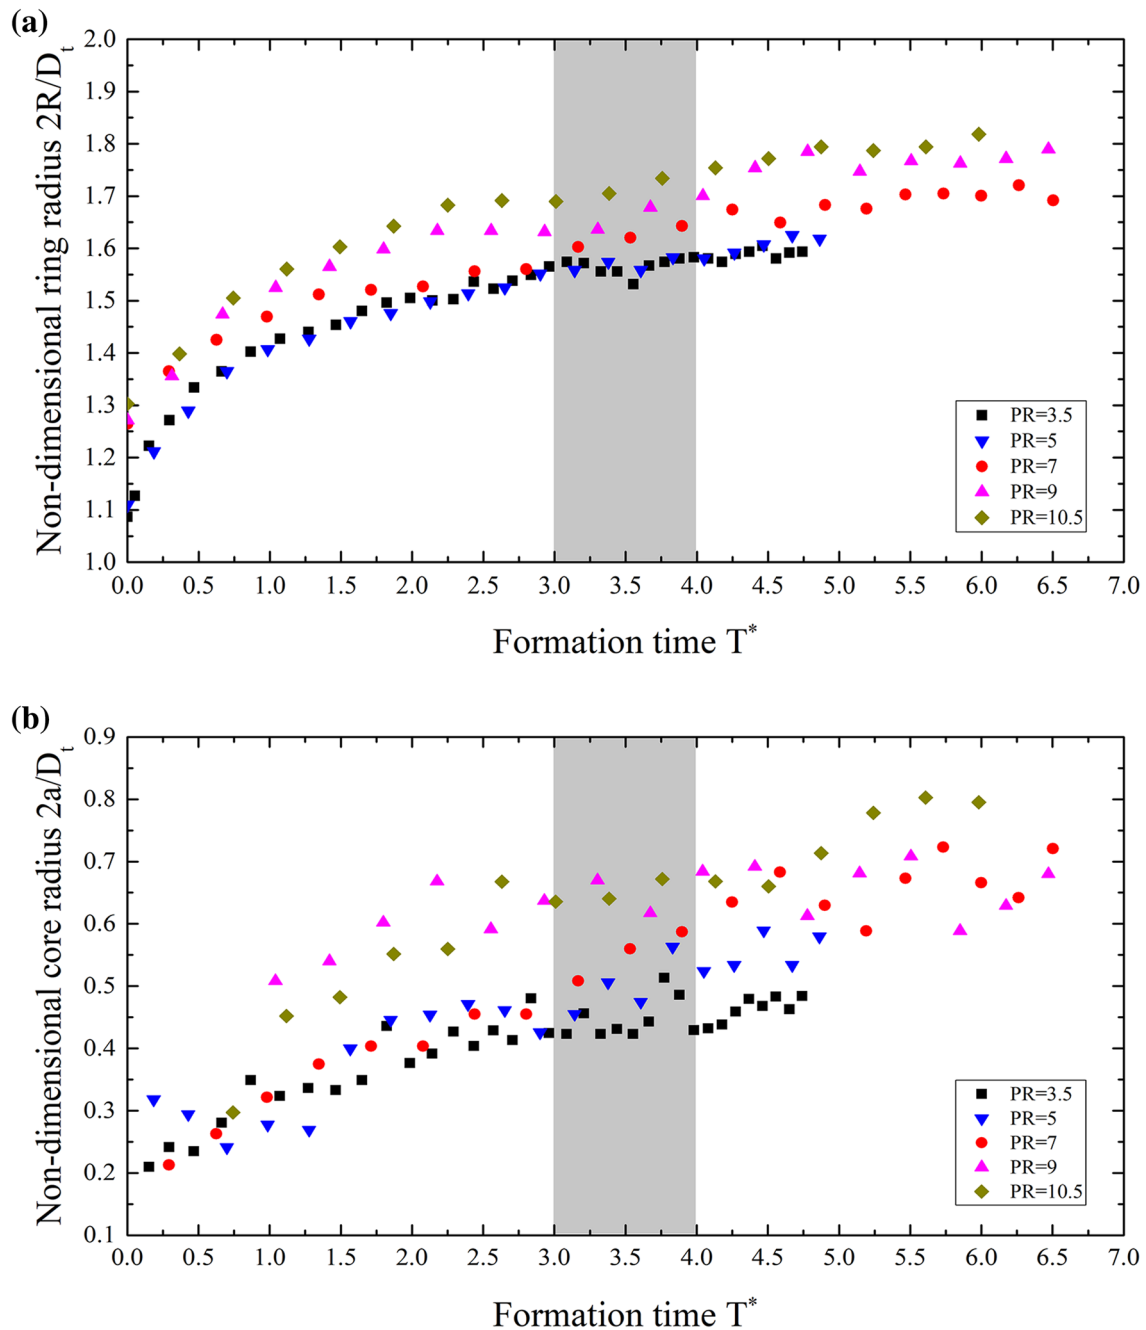 (a)
Non-dimensional ring radius 2R/Dt
2.0
1.9
1.8
1.7
1.6
1.5
1.4
1.3
1.2
1.1
1.0
PR=3.5
PR=5
PR=7
PR=9
PR=10.5
0.0 0.5 1.0 1.5 2.0 2.5 3.0 3.5 4.0 4.5 5.0 5.5 6.0 6.5 7.0
Formation time T*
(b)
Non-dimensional core radius 2a/Dt
0.9
0.8
0.7
0.6
0.5
0.4
0.3
0.2
0.1
PR=3.5
PR=5
PR=7
PR=9
PR=10.5
0.0 0.5 1.0 1.5 2.0 2.5 3.0 3.5 4.0 4.5 5.0 5.5 6.0 6.5 7.0
Formation time T*